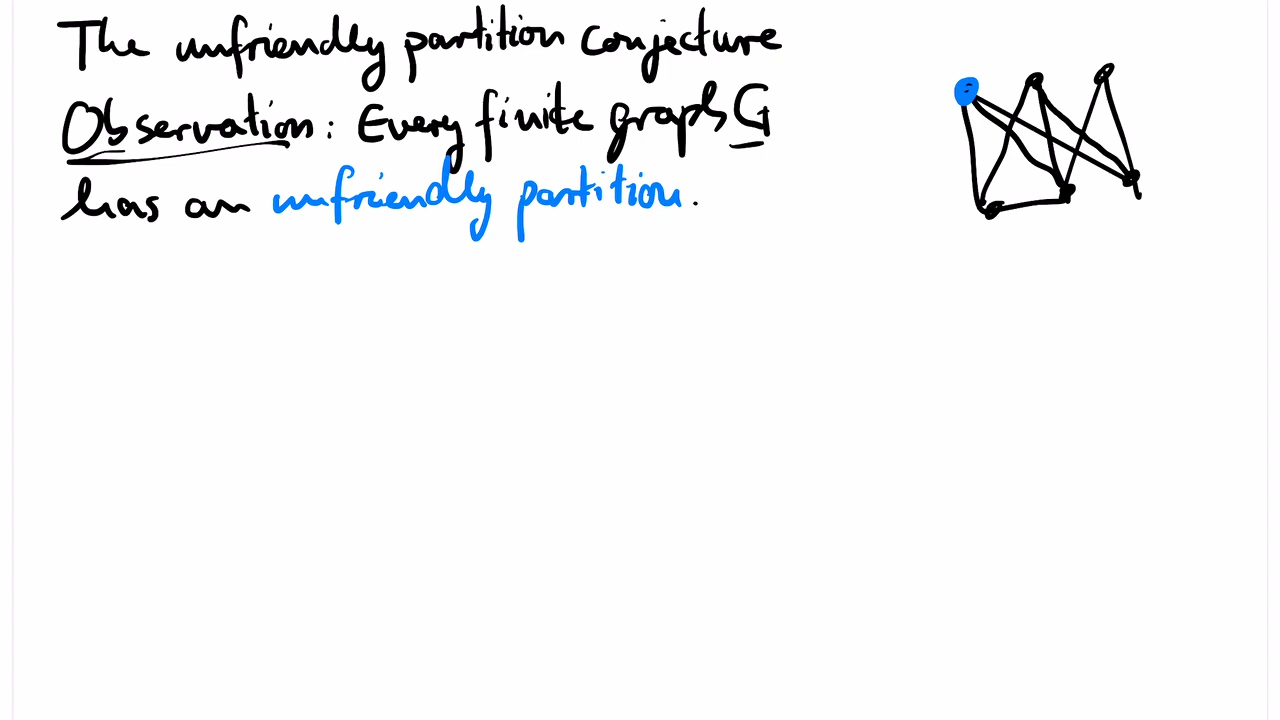 The unfriendly partition conjecture
Observation: Every finite graph G
has an unfriendly partition.